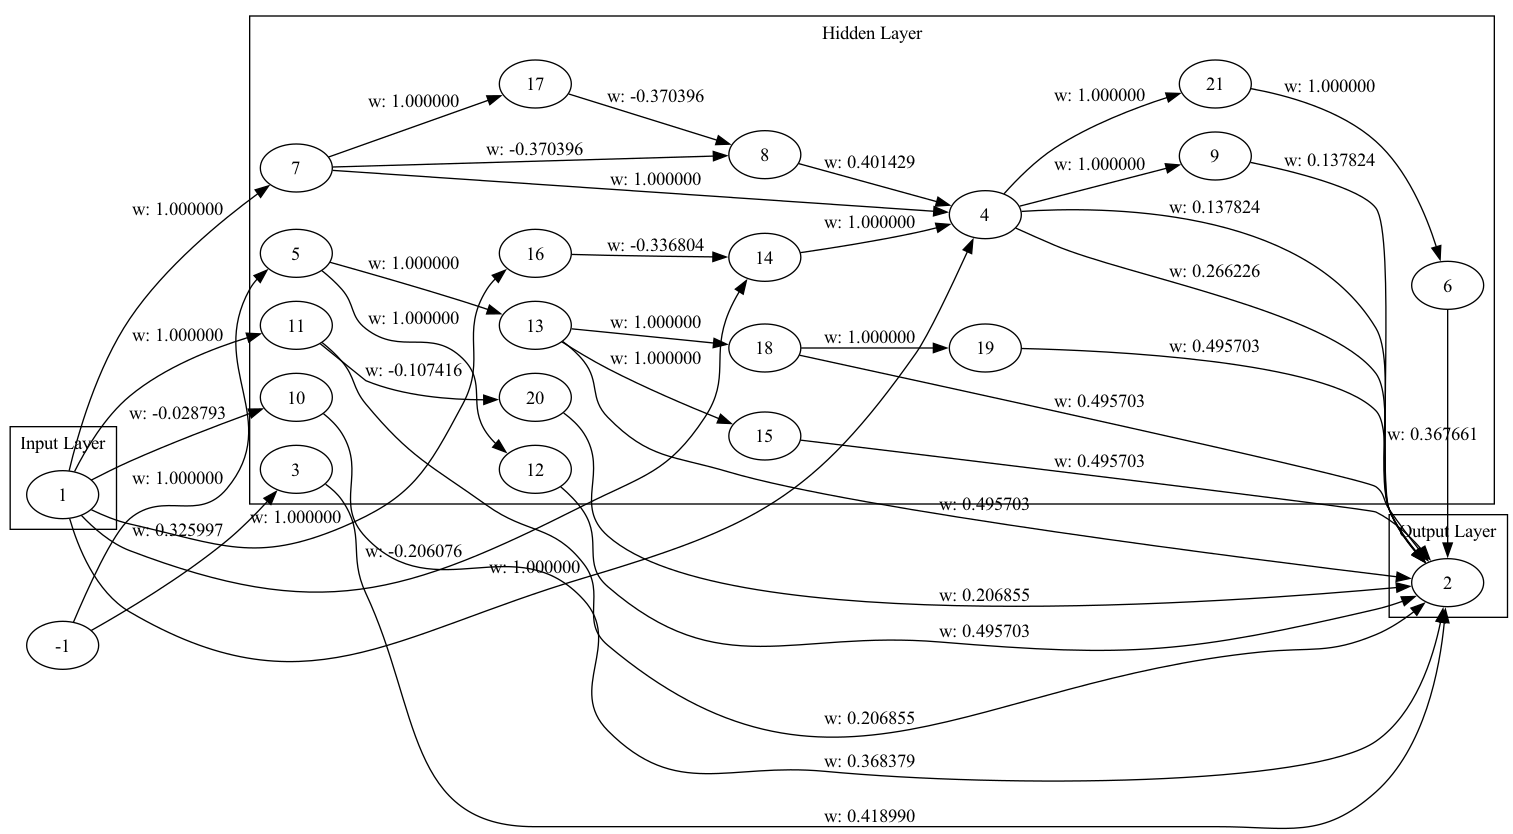 Hidden Layer
17
w: 1.000000
w: -0.370396
21
w: 1.000000
w: 1.000000
7
w: -0.370396
8
w: 0.401429
w: 1.000000
9
w: 0.137824
w: 1.000000
w: 1.000000
4
w: 0.137824
w: 1.000000
5
w: 1.000000
16
w: -0.336804
14
w: 0.266226
6
w: 1.000000
11
w: 1.000000
13
w: 1.000000
18
w: 1.000000
19
w: 0.495703
w: 1.000000
w: -0.107416
w: -0.028793
10
20
w: 0.495703
15
w: 0.367661
Input Layer
1
w: 1.000000
3
12
w: 0.495703
w: 0.495703
w: 0.325997
w: 1.000000
w: -0.206076
w: 1.000000
Output Layer
2
w: 0.206855
w: 0.495703
-1
w: 0.206855
w: 0.368379
w: 0.418990